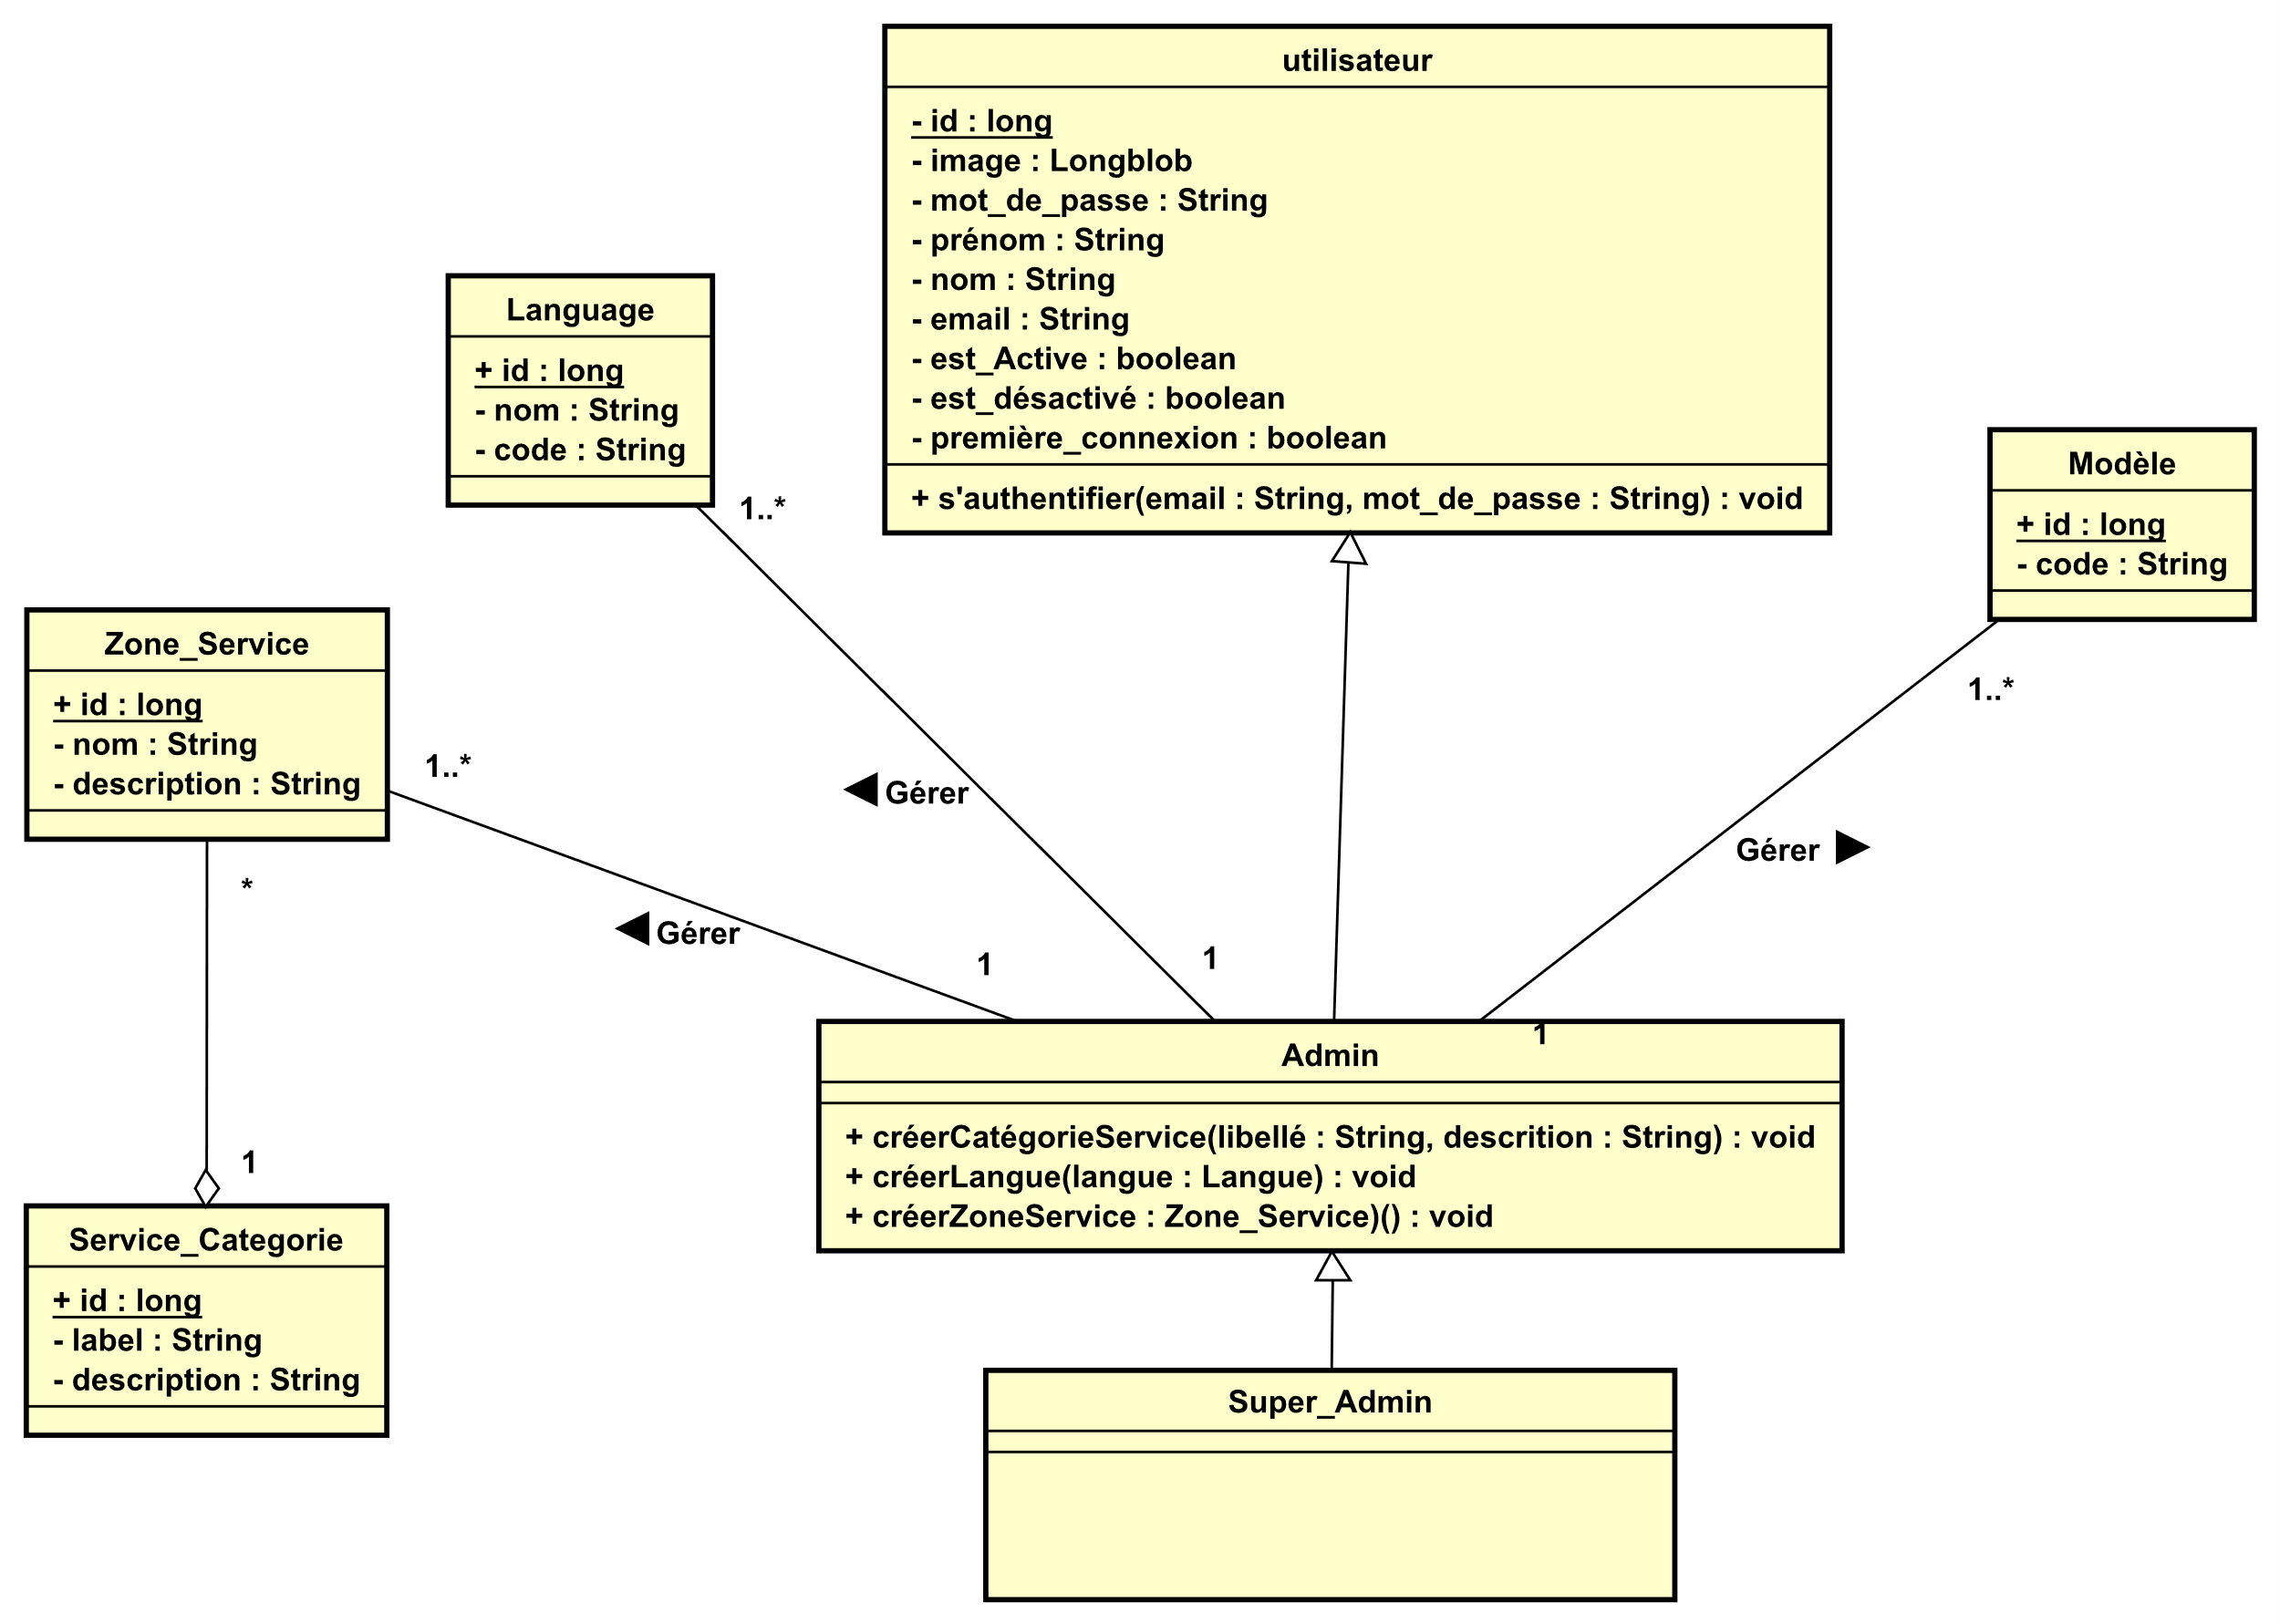 utilisateur
- id : long
- image : Longblob
- mot_de_passe : String
- prénom : String
- nom : String
- email : String
- est_Active : boolean
- est_désactivé : boolean
- première_connexion : boolean
+ s'authentifier(email : String, mot_de_passe : String) : void
Language
+ id : long
- nom : String
- code : String
1..*
Modèle
+ id : long
- code : String
1..*
Zone_Service
+ id : long
- nom : String
- description : String
1..*
Gérer
Gérer
Gérer
*
1
1
1
1
Admin
+ créerCatégorieService(libellé : String, descrition : String) : void
+ créerLangue(langue : Langue) : void
+ créerZoneService : Zone_Service)() : void
Service_Categorie
+ id : long
- label : String
- description : String
Super_Admin